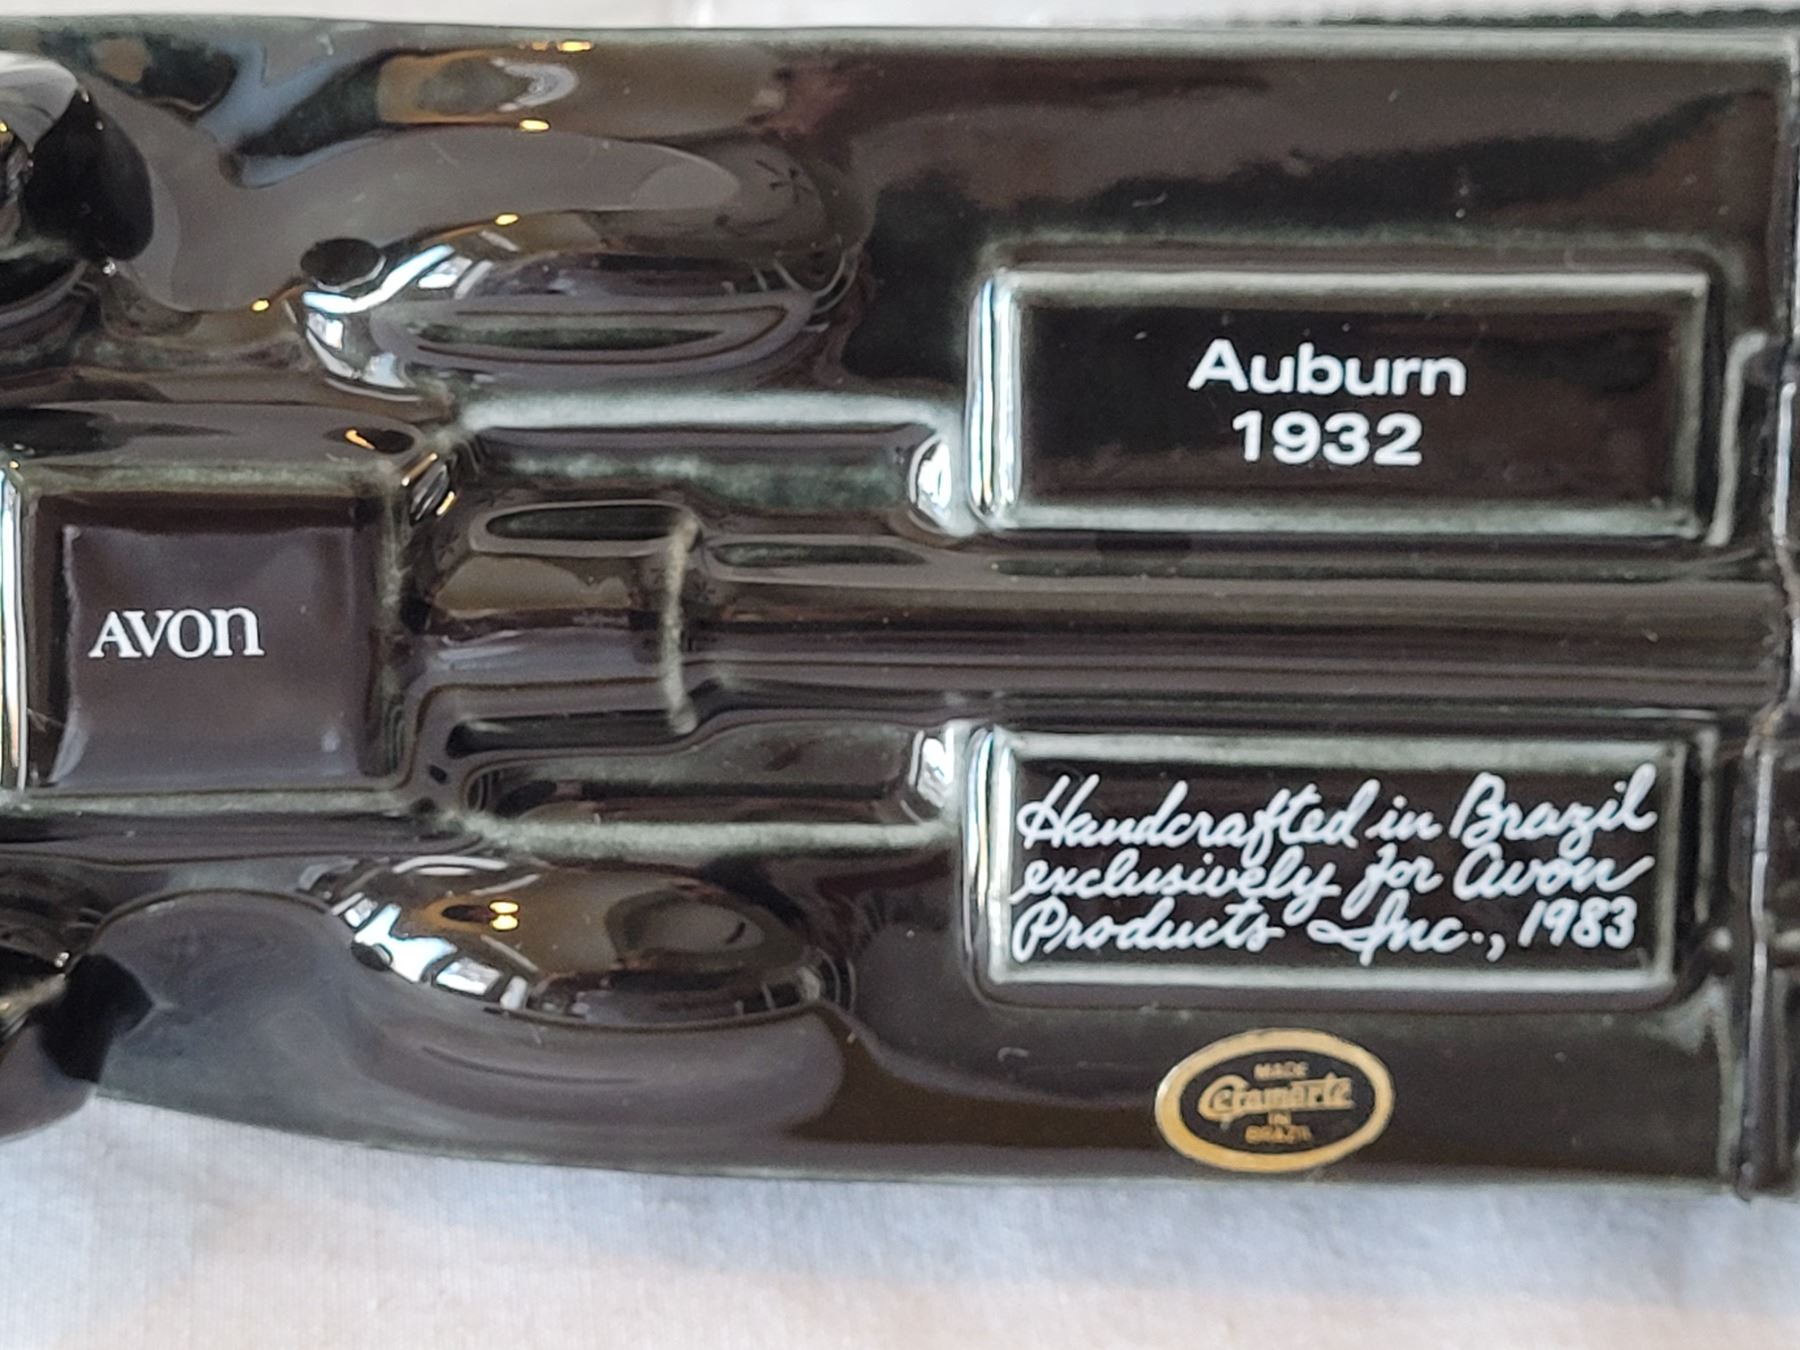 Auburn
1932
AVON
Handcrafted in Brazil
exclusively for Avon
Products Inc., 1983
MADE
Ceramarte
IN
BRAZIL